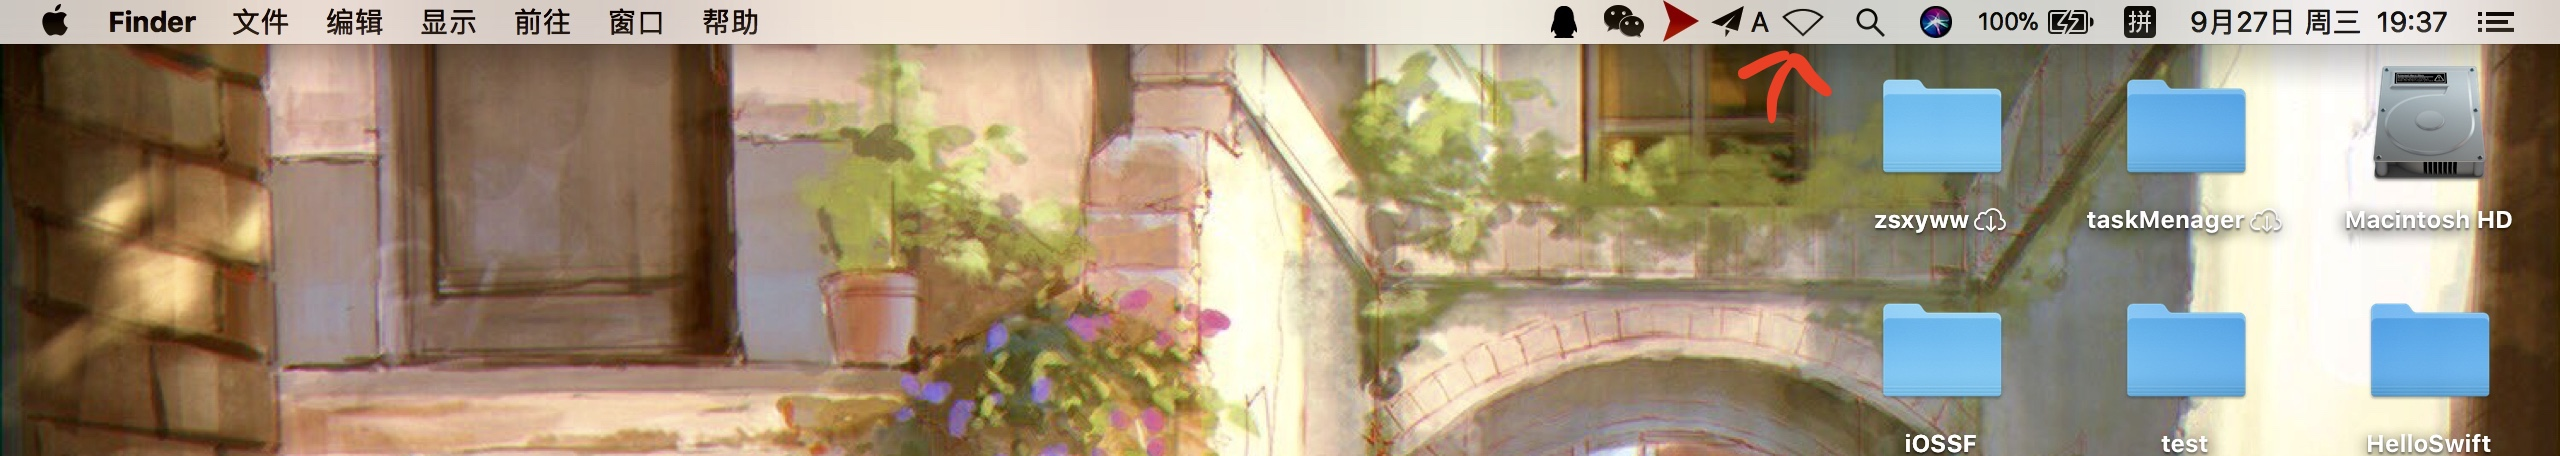 Finder 文件 编辑 显示 前往 窗口 帮助 A 100% 拼 9月27日 周三 19:37
zsxyww taskMenager Macintosh HD
iOSSF test HelloSwift